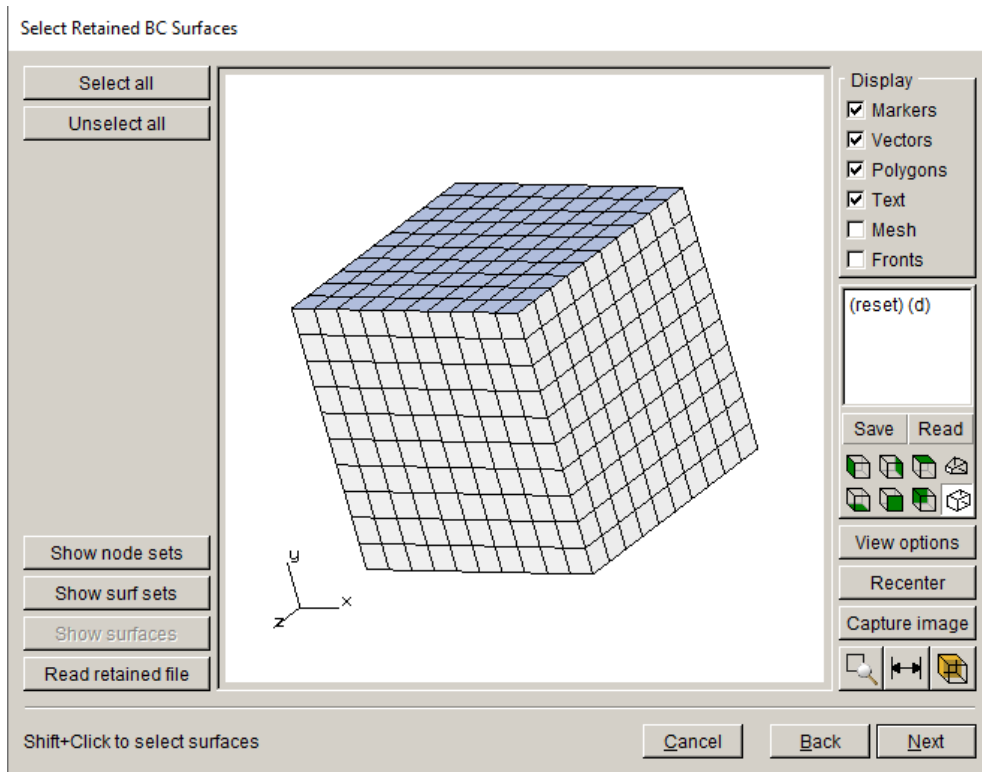 Select Retained BC Surfaces
Select all
Unselect all
Show node sets
Show surf sets
Show surfaces
Read retained file
y
x
z
Display
Markers
Vectors
Polygons
Text
Mesh
Fronts
(reset) (d)
Save Read
View options
Recenter
Capture image
Shift+Click to select surfaces
Cancel Back Next